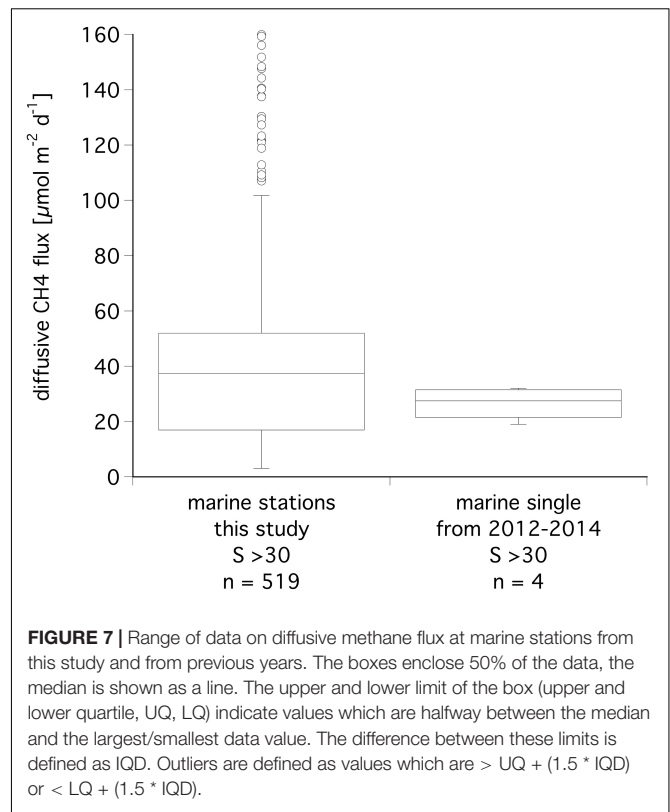 diffusive CH4 flux [µmol m⁻² d⁻¹]
160
140
120
100
80
60
40
20
0
marine stations
this study
S >30
n = 519
marine single
from 2012-2014
S >30
n = 4
FIGURE 7 | Range of data on diffusive methane flux at marine stations from
this study and from previous years. The boxes enclose 50% of the data, the
median is shown as a line. The upper and lower limit of the box (upper and
lower quartile, UQ, LQ) indicate values which are halfway between the median
and the largest/smallest data value. The difference between these limits is
defined as IQD. Outliers are defined as values which are > UQ + (1.5 * IQD)
or < LQ + (1.5 * IQD).